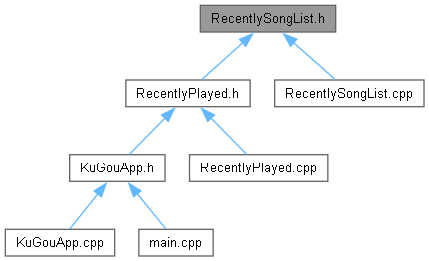 RecentlySongList.h
RecentlyPlayed.h
RecentlySongList.cpp
KuGouApp.h
RecentlyPlayed.cpp
KuGouApp.cpp
main.cpp